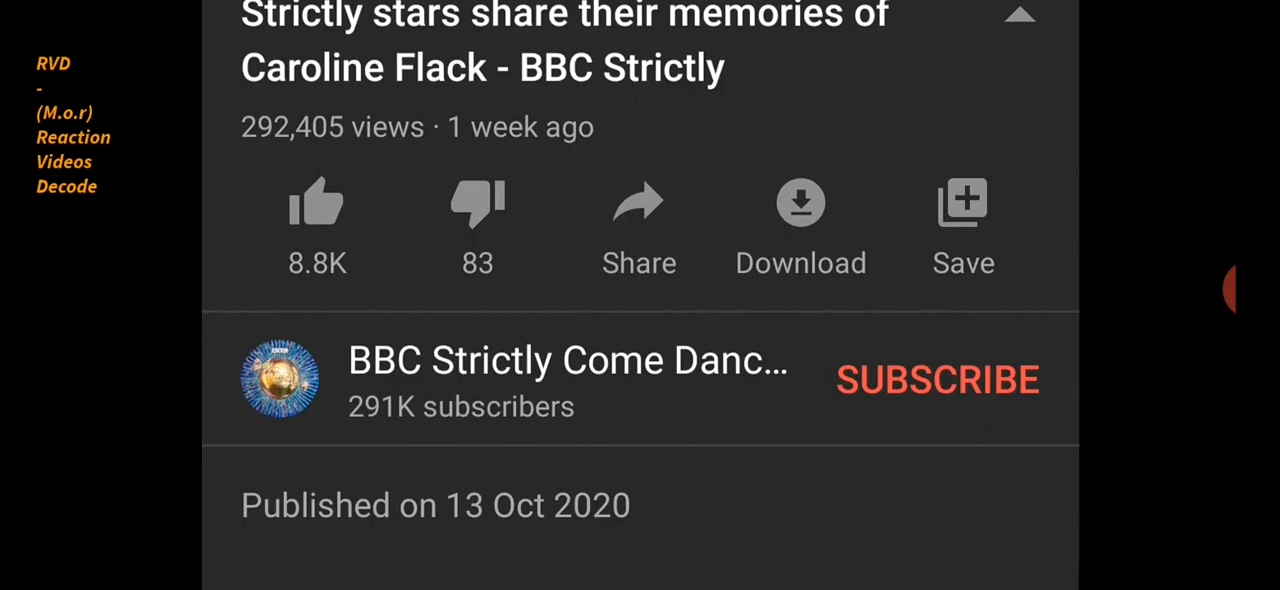 RVD
-
(M.o.r)
Reaction
Videos
Decode
Strictly stars share their memories of
Caroline Flack - BBC Strictly
292,405 views · 1 week ago
8.8K
83
Share
Download
Save
BBC Strictly Come Danc...
291K subscribers
SUBSCRIBE
Published on 13 Oct 2020